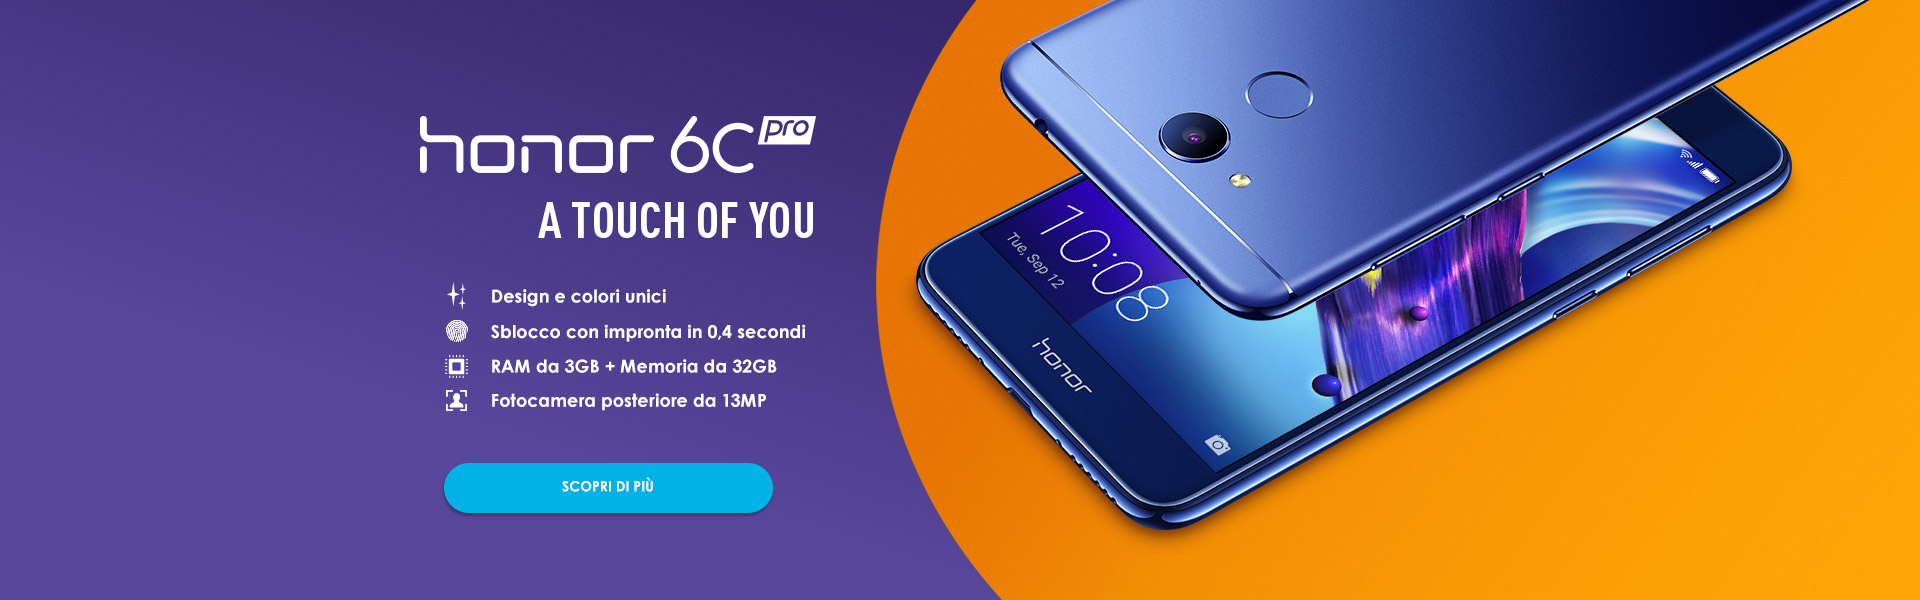 honor 6C pro
A TOUCH OF YOU
Design e colori unici
Sblocco con impronta in 0,4 secondi
RAM da 3GB + Memoria da 32GB
Fotocamera posteriore da 13MP
SCOPRI DI PIÙ
10:08
Tue, Sep 12
honor